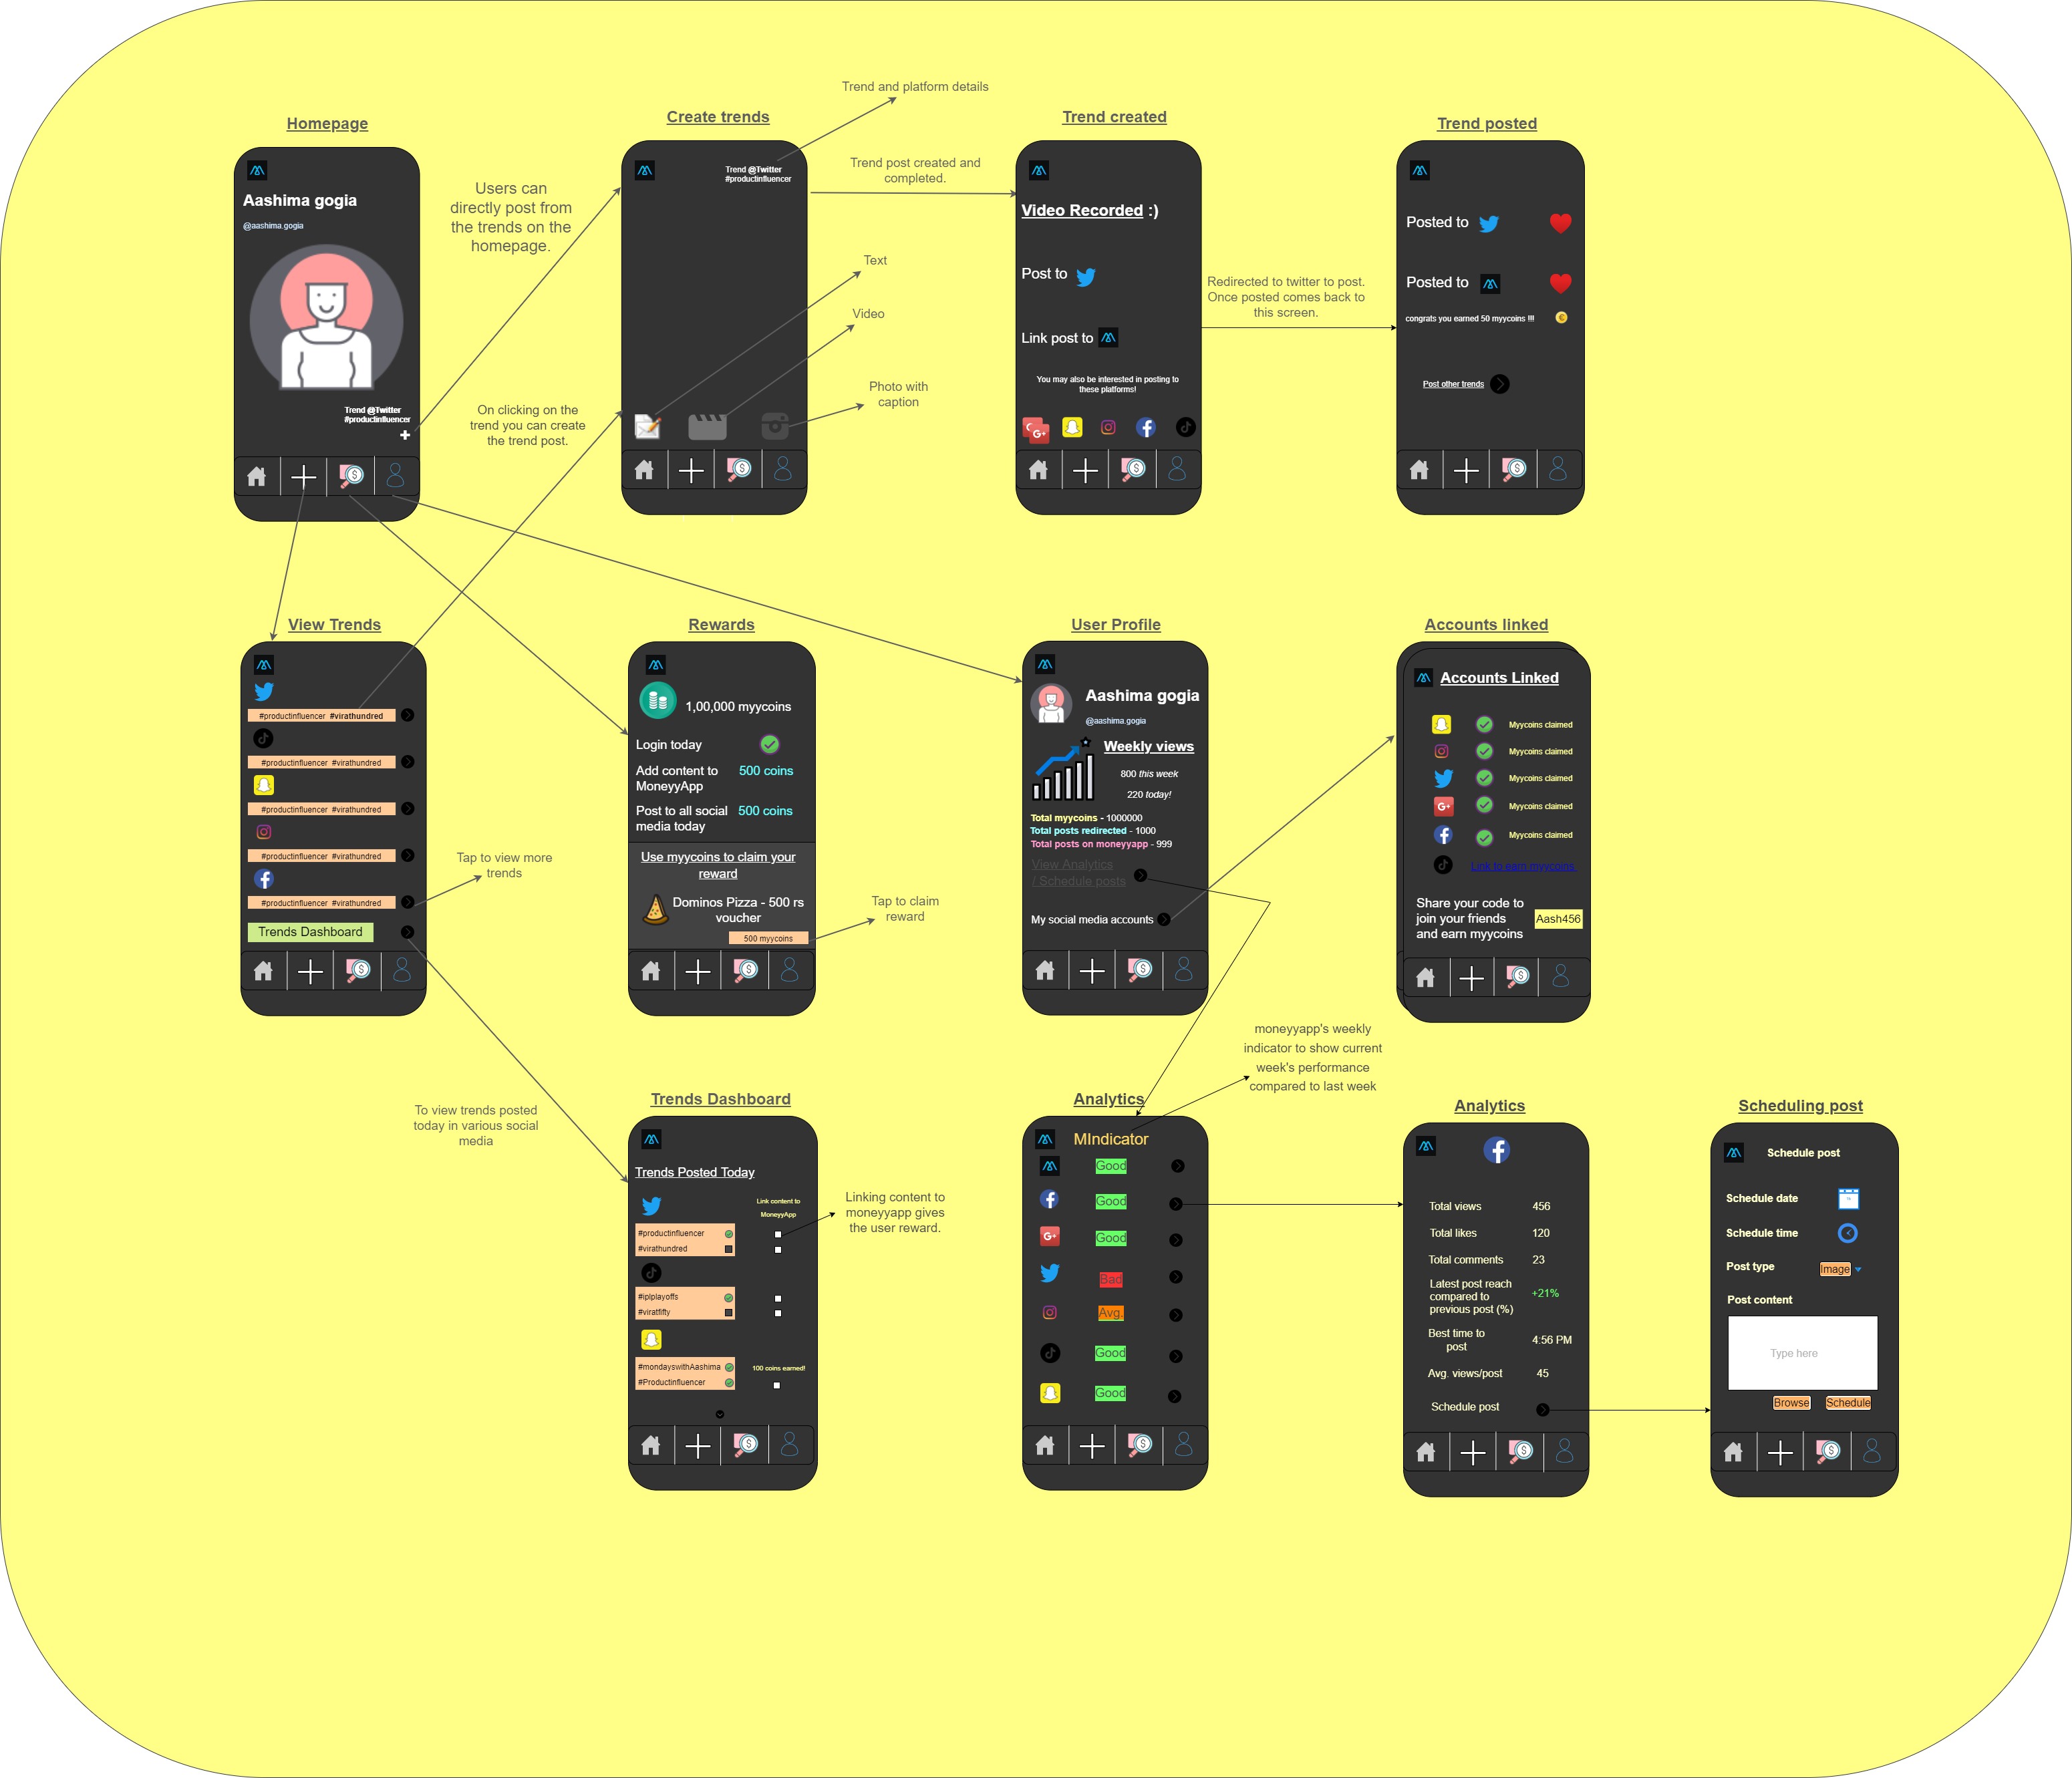 Homepage
Aashima gogia
@aashima.gogia
Trend @Twitter
#productinfluencer
Users can
directly post from
the trends on the
homepage.
On clicking on the
trend you can create
the trend post.
Create trends
Trend @Twitter
#productinfluencer
Trend and platform details
Trend post created and
completed.
Text
Video
Photo with
caption
Trend created
Video Recorded :)
Post to
Link post to
You may also be interested in posting to
these platforms!
G+
Redirected to twitter to post.
Once posted comes back to
this screen.
Trend posted
Posted to
Posted to
congrats you earned 50 myycoins !!!
Post other trends
View Trends
#productinfluencer #virathundred
#productinfluencer #virathundred
#productinfluencer #virathundred
#productinfluencer #virathundred
#productinfluencer #virathundred
Trends Dashboard
Tap to view more
trends
Rewards
1,00,000 myycoins
Login today
Add content to
MoneyyApp
500 coins
Post to all social
media today
500 coins
Use myycoins to claim your
reward
Dominos Pizza - 500 rs
voucher
500 myycoins
Tap to claim
reward
User Profile
Aashima gogia
@aashima.gogia
Weekly views
800 this week
220 today!
Total myycoins - 1000000
Total posts redirected - 1000
Total posts on moneyyapp - 999
View Analytics
/ Schedule posts
My social media accounts
Accounts linked
Accounts Linked
Myycoins claimed
Myycoins claimed
Myycoins claimed
G+ Myycoins claimed
Myycoins claimed
Link to earn myycoins
Share your code to
join your friends
and earn myycoins
Aash456
To view trends posted
today in various social
media
Trends Dashboard
Trends Posted Today
Link content to
MoneyyApp
#productinfluencer
#virathundred
#iplplayoffs
#viratfifty
#mondayswithAashima
100 coins earned!
#Productinfluencer
Linking content to
moneyyapp gives
the user reward.
moneyyapp's weekly
indicator to show current
week's performance
compared to last week
Analytics
MIndicator
Good
Good
G+ Good
Bad
Avg.
Good
Good
Analytics
Total views 456
Total likes 120
Total comments 23
Latest post reach
compared to
previous post (%)
+21%
Best time to
post
4:56 PM
Avg. views/post 45
Schedule post
Scheduling post
Schedule post
Schedule date
Schedule time
Post type Image
Post content
Type here
Browse Schedule